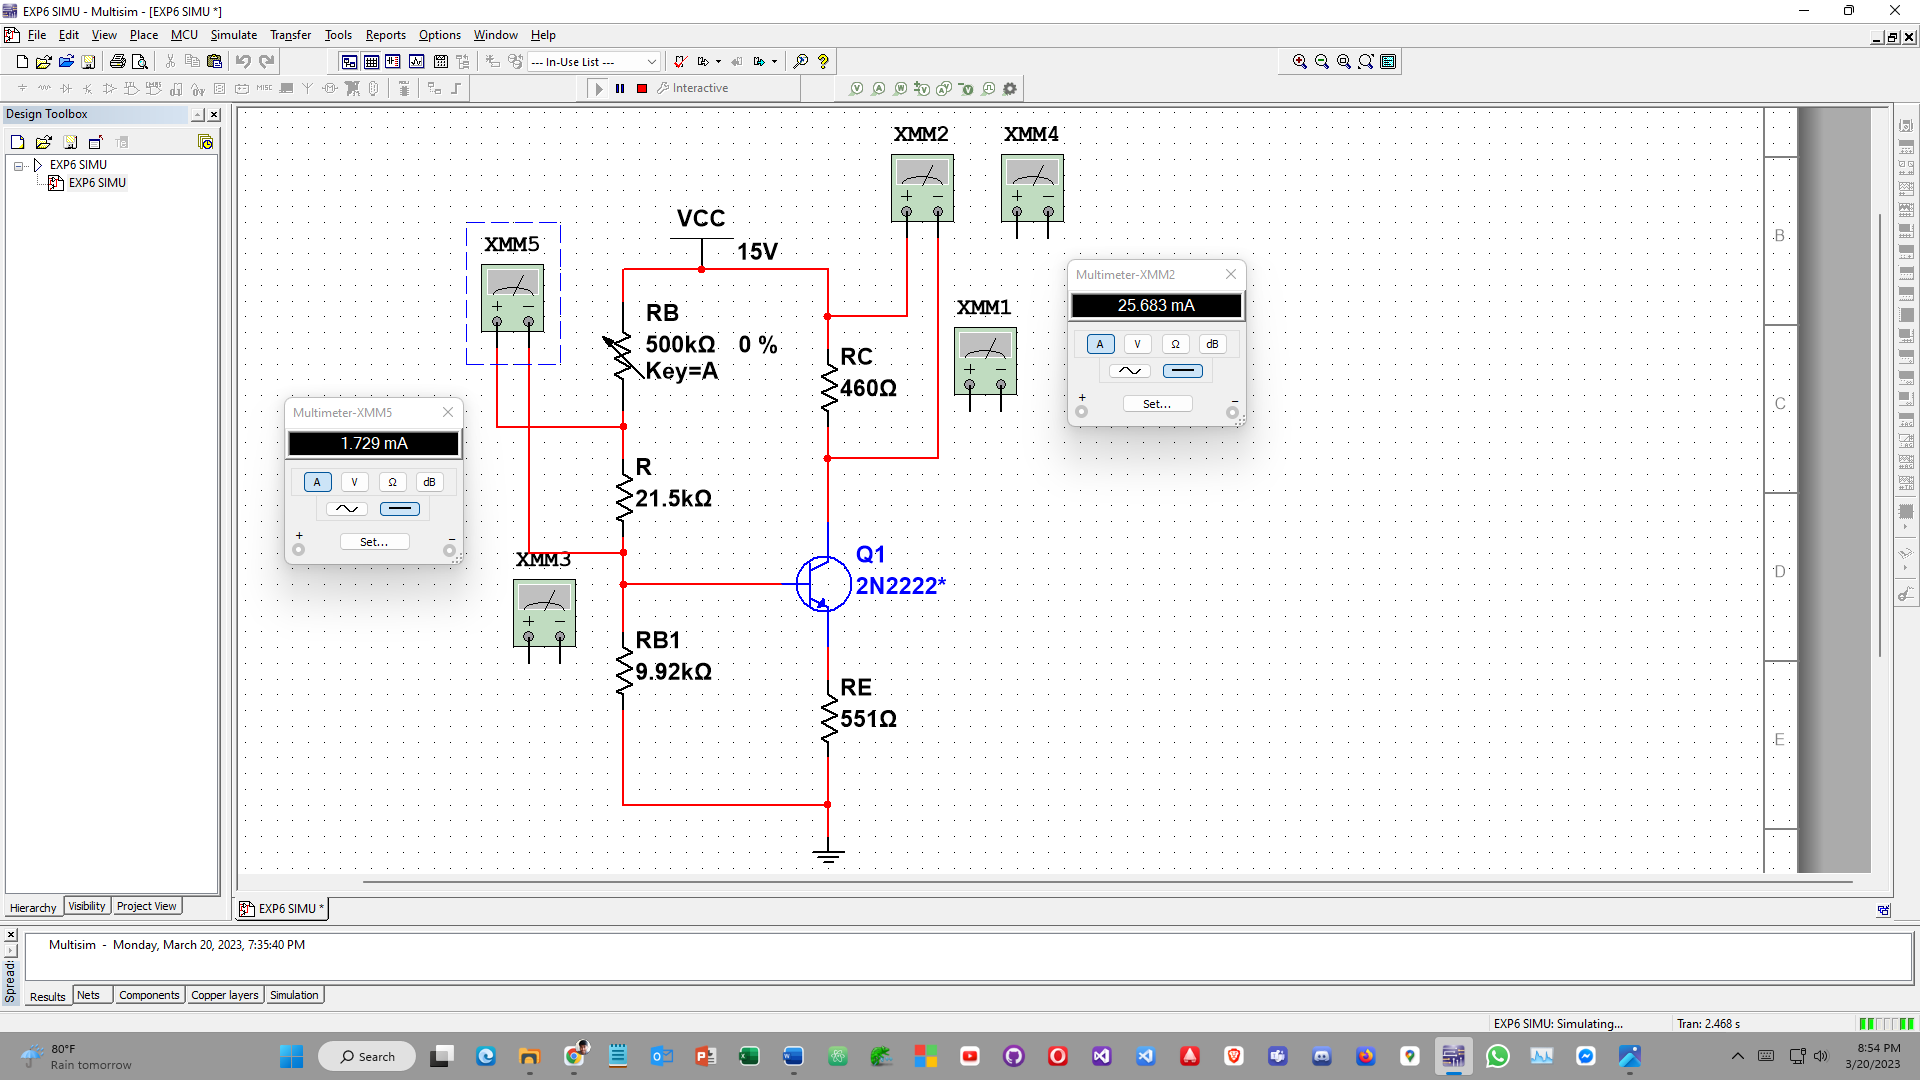 EXP6 SIMU - Multisim - [EXP6 SIMU *]
File Edit View Place MCU Simulate Transfer Tools Reports Options Window Help
--- In-Use List ---
MISC
Interactive
Design Toolbox
EXP6 SIMU
EXP6 SIMU
XMM2
XMM4
VCC
15V
XMM5
RB
500kΩ 0 %
Key=A
XMM1
RC
460Ω
Multimeter-XMM2
25.683 mA
A V Ω dB
+ Set... −
Multimeter-XMM5
1.729 mA
A V Ω dB
+ Set... −
R
21.5kΩ
XMM3
Q1
2N2222*
RB1
9.92kΩ
RE
551Ω
B
C
D
E
Hierarchy Visibility Project View
EXP6 SIMU *
Multisim - Monday, March 20, 2023, 7:35:40 PM
Spread:
Results Nets Components Copper layers Simulation
EXP6 SIMU: Simulating... Tran: 2.468 s
80°F
Rain tomorrow
Search
8:54 PM
3/20/2023